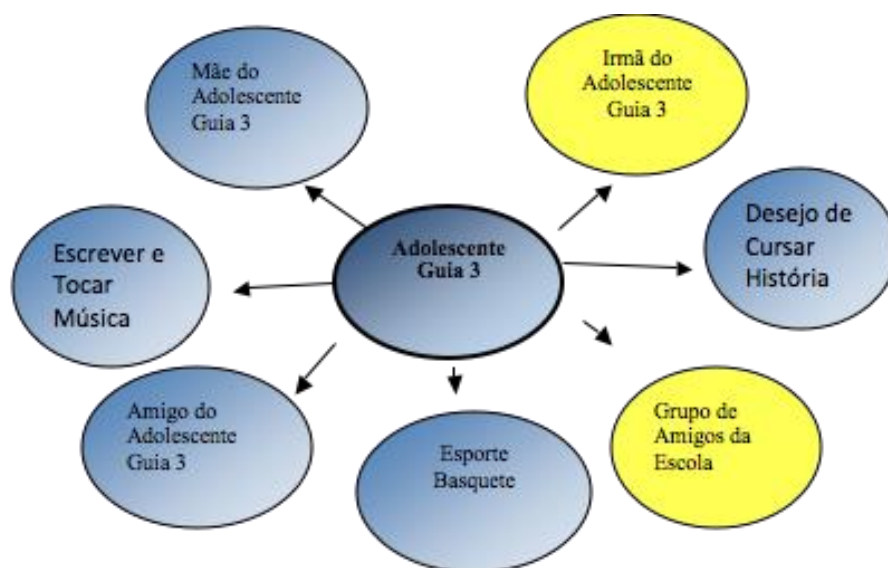 Mãe do
Adolescente
Guia 3
Irmã do
Adolescente
Guia 3
Escrever e
Tocar
Música
Adolescente
Guia 3
Desejo de
Cursar
História
Amigo do
Adolescente
Guia 3
Esporte
Basquete
Grupo de
Amigos da
Escola